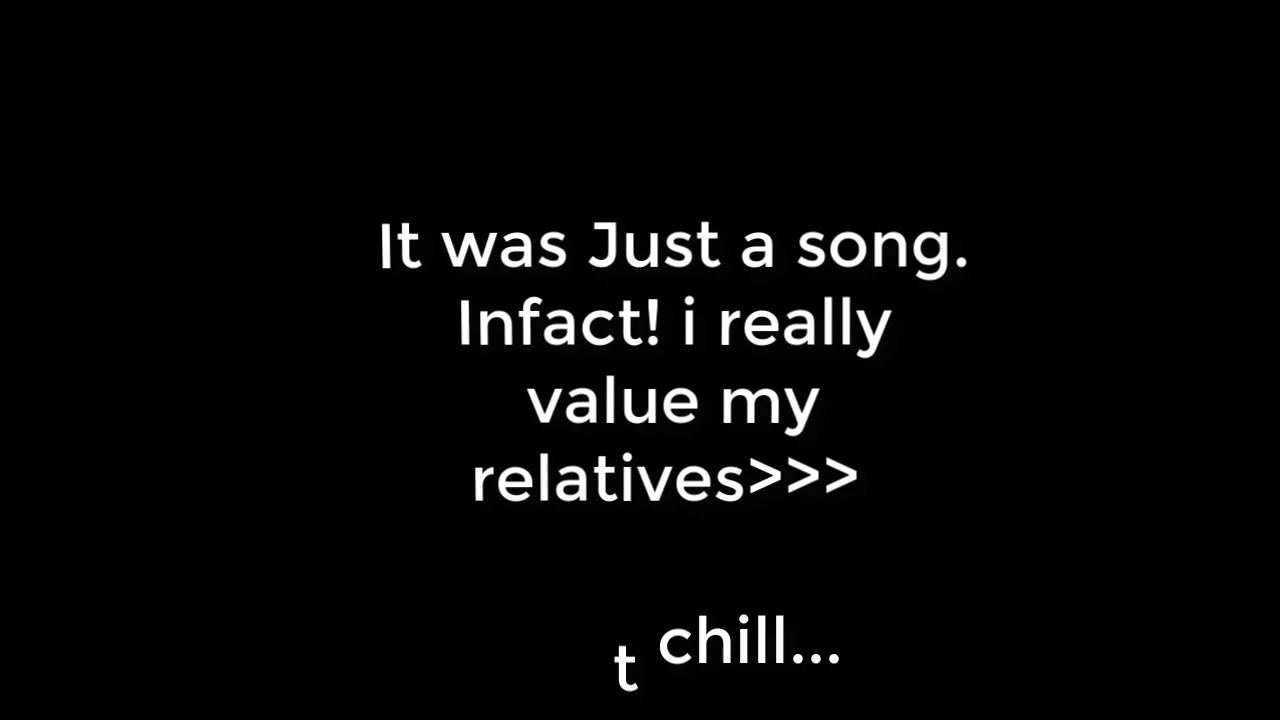 It was Just a song.
Infact! i really
value my
relatives>>>
t chill...